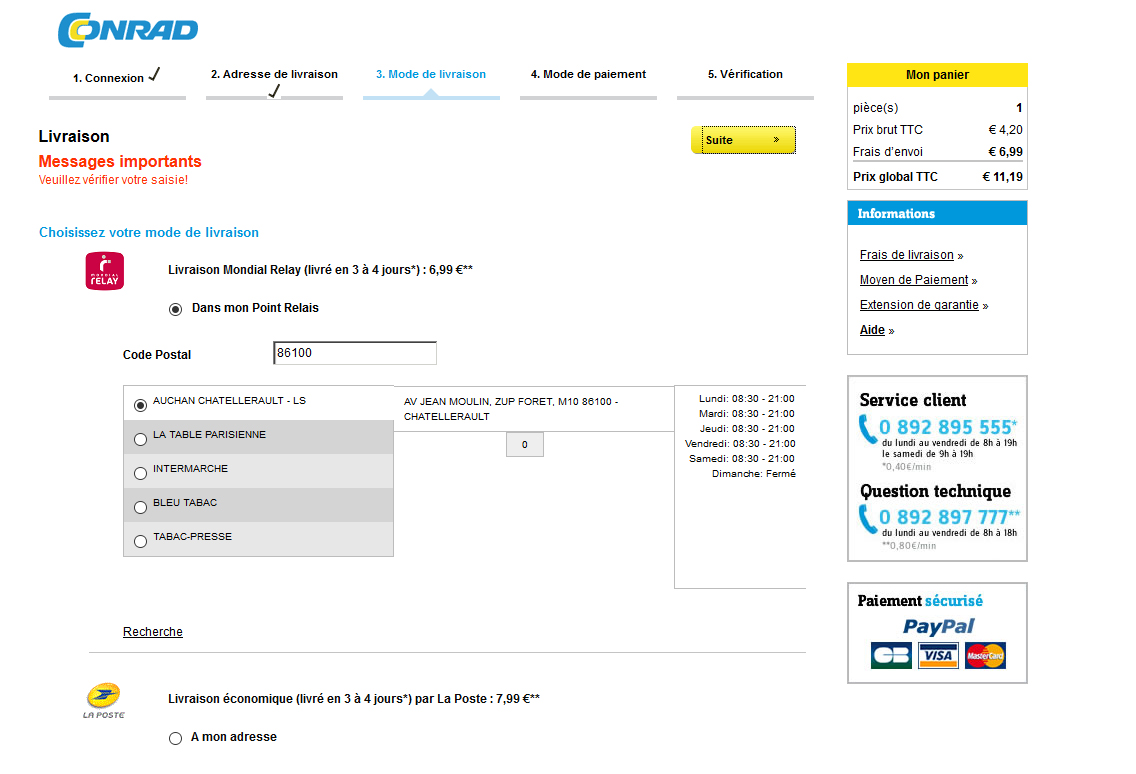 CONRAD
1. Connexion
2. Adresse de livraison
3. Mode de livraison
4. Mode de paiement
5. Vérification
Livraison
Suite »
Messages importants
Veuillez vérifier votre saisie!
Choisissez votre mode de livraison
MONDIAL
RELAY
Livraison Mondial Relay (livré en 3 à 4 jours*) : 6,99 €**
Dans mon Point Relais
Code Postal 86100
AUCHAN CHATELLERAULT - LS
LA TABLE PARISIENNE
INTERMARCHE
BLEU TABAC
TABAC-PRESSE
AV JEAN MOULIN, ZUP FORET, M10 86100 -
CHATELLERAULT
0
Lundi: 08:30 - 21:00
Mardi: 08:30 - 21:00
Jeudi: 08:30 - 21:00
Vendredi: 08:30 - 21:00
Samedi: 08:30 - 21:00
Dimanche: Fermé
Recherche
LA POSTE
Livraison économique (livré en 3 à 4 jours*) par La Poste : 7,99 €**
A mon adresse
Mon panier
pièce(s) 1
Prix brut TTC € 4,20
Frais d'envoi € 6,99
Prix global TTC € 11,19
Informations
Frais de livraison »
Moyen de Paiement »
Extension de garantie »
Aide »
Service client
0 892 895 555*
du lundi au vendredi de 8h à 19h
le samedi de 9h à 19h
*0,40€/min
Question technique
0 892 897 777**
du lundi au vendredi de 8h à 18h
**0,80€/min
Paiement sécurisé
PayPal
CB VISA MasterCard